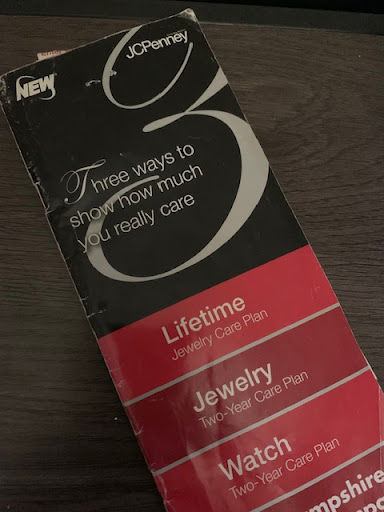 JCPenney
NEW
Three ways to
show how much
you really care
Lifetime
Jewelry Care Plan
Jewelry
Two-Year Care Plan
Watch
Two-Year Care Plan